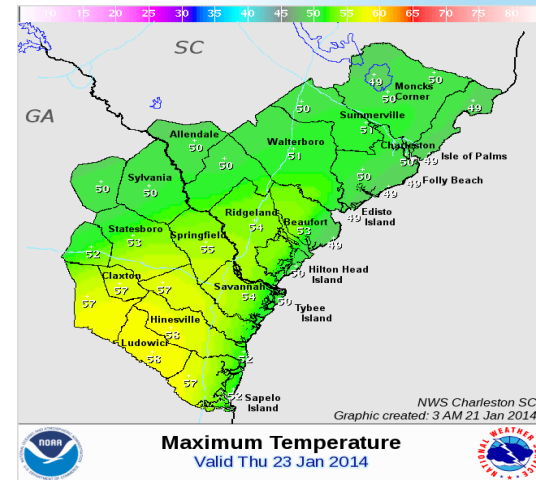 10 15 20 25 30 35 40 45 50 55 60 65 70 75 80
SC
GA
49
50
Moncks
Corner
50
49
50
Summerville
51
Allendale
50
Walterboro
51
Charleston
50
49
Isle of Palms
50
50
49
Folly Beach
49
Sylvania
50
50
49
Edisto
Island
Ridgeland
54
Beaufort
53
49
Statesboro
53
Springfield
55
52
50
Hilton Head
Island
Claxton
57
57
57
Savannah
54
50
Tybee
Island
Hinesville
58
Ludowici
58
52
57
52
Sapelo
Island
NWS Charleston SC
Graphic created: 3 AM 21 Jan 2014
NOAA
Maximum Temperature
Valid Thu 23 Jan 2014